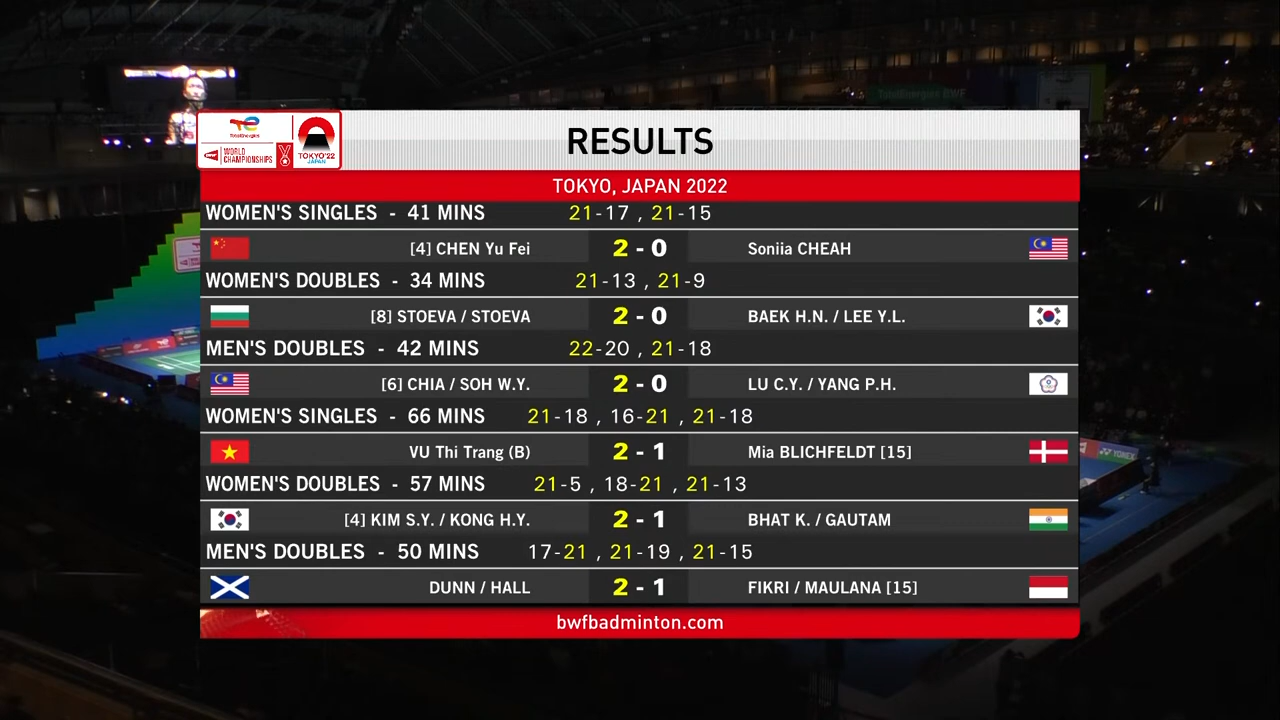 RESULTS
TotalEnergies
BWF WORLD CHAMPIONSHIPS
TOKYO'22
JAPAN
TOKYO, JAPAN 2022
WOMEN'S SINGLES - 41 MINS 21-17 , 21-15
[4] CHEN Yu Fei 2 - 0 Soniia CHEAH
WOMEN'S DOUBLES - 34 MINS 21-13 , 21-9
[8] STOEVA / STOEVA 2 - 0 BAEK H.N. / LEE Y.L.
MEN'S DOUBLES - 42 MINS 22-20 , 21-18
[6] CHIA / SOH W.Y. 2 - 0 LU C.Y. / YANG P.H.
WOMEN'S SINGLES - 66 MINS 21-18 , 16-21 , 21-18
VU Thi Trang (B) 2 - 1 Mia BLICHFELDT [15]
WOMEN'S DOUBLES - 57 MINS 21-5 , 18-21 , 21-13
[4] KIM S.Y. / KONG H.Y. 2 - 1 BHAT K. / GAUTAM
MEN'S DOUBLES - 50 MINS 17-21 , 21-19 , 21-15
DUNN / HALL 2 - 1 FIKRI / MAULANA [15]
bwfbadminton.com
TotalEnergies BWF
YONEX